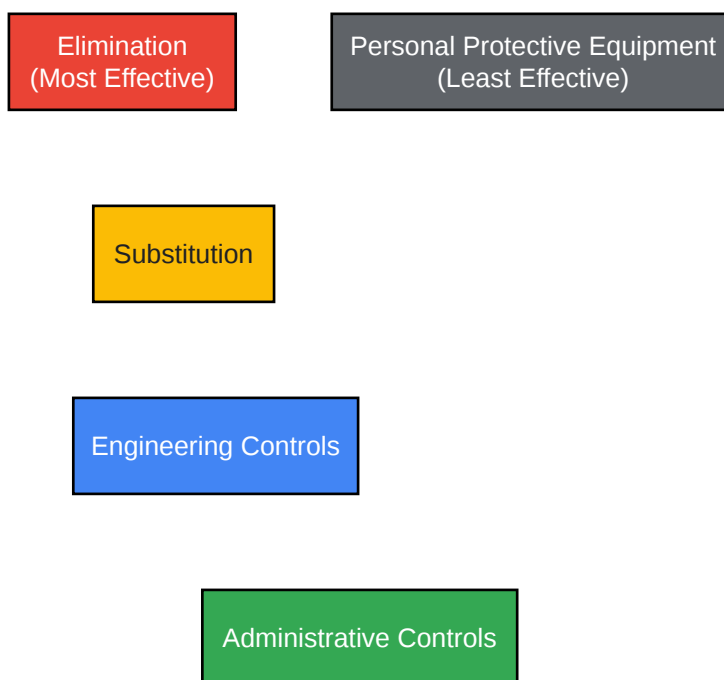 Elimination
(Most Effective)
Personal Protective Equipment
(Least Effective)
Substitution
Engineering Controls
Administrative Controls